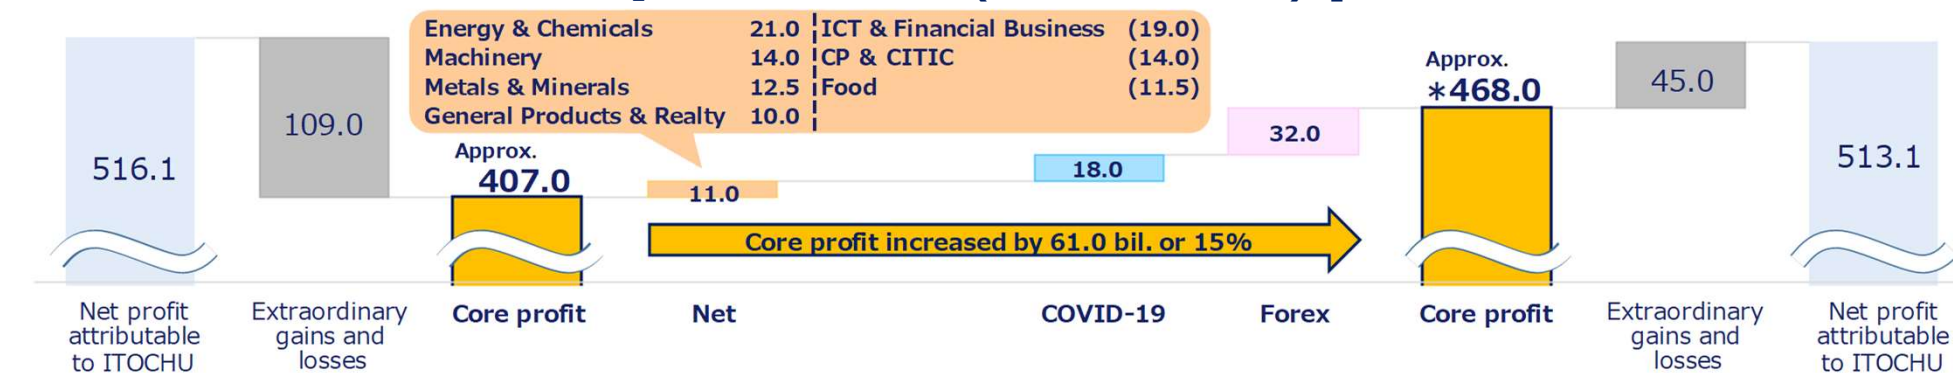 Energy & Chemicals 21.0 ICT & Financial Business (19.0)
Machinery 14.0 CP & CITIC (14.0)
Metals & Minerals 12.5 Food (11.5)
General Products & Realty 10.0
516.1
109.0
Approx.
407.0
11.0
18.0
32.0
Approx.
*468.0
45.0
513.1
Core profit increased by 61.0 bil. or 15%
Net profit
attributable
to ITOCHU
Extraordinary
gains and
losses
Core profit
Net
COVID-19
Forex
Core profit
Extraordinary
gains and
losses
Net profit
attributable
to ITOCHU